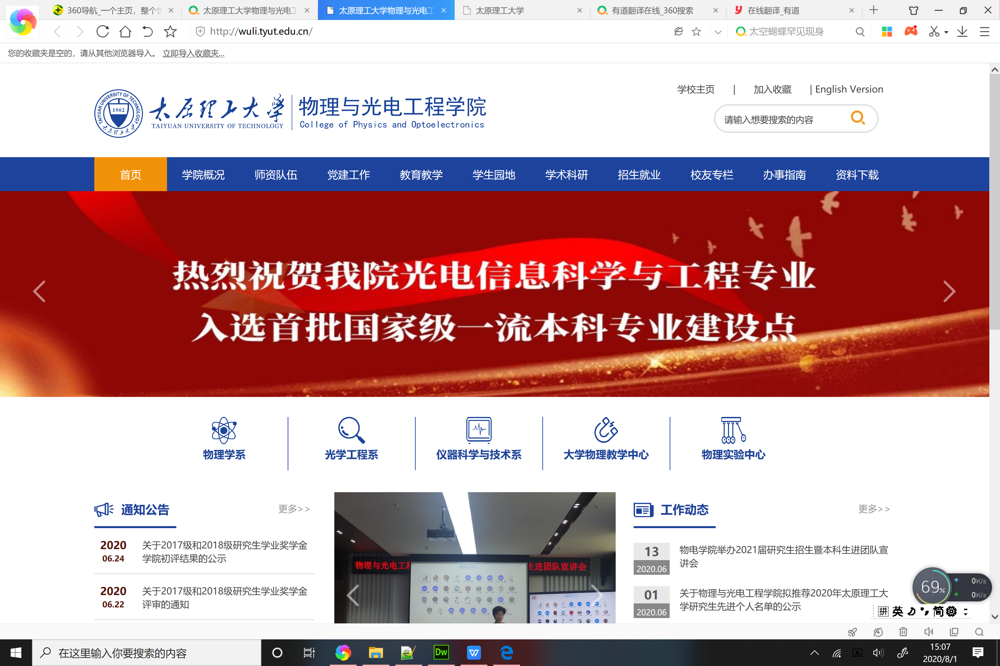 360导航_一个主页，整个世
太原理工大学物理与光电工
太原理工大学物理与光电工
太原理工大学
有道翻译在线_360搜索
在线翻译_有道
http://wuli.tyut.edu.cn/
太空蝴蝶罕见现身
您的收藏夹是空的，请从其他浏览器导入。 立即导入收藏夹...
学校主页 | 加入收藏 | English Version
TAIYUAN UNIVERSITY OF TECHNOLOGY
1902
太原理工大学
太原理工大学
TAIYUAN UNIVERSITY OF TECHNOLOGY
物理与光电工程学院
College of Physics and Optoelectronics
请输入想要搜索的内容
首页 学院概况 师资队伍 党建工作 教育教学 学生园地 学术科研 招生就业 校友专栏 办事指南 资料下载
热烈祝贺我院光电信息科学与工程专业
入选首批国家级一流本科专业建设点
物理学系 光学工程系 仪器科学与技术系 大学物理教学中心 物理实验中心
通知公告 更多>>
2020
06.24
关于2017级和2018级研究生学业奖学金
学院初评结果的公示
2020
06.22
关于2017级和2018级研究生学业奖学金
评审的通知
物理与光电工程
生进团队宣讲会
工作动态 更多>>
13
2020.06
物电学院举办2021届研究生招生暨本科生进团队宣
讲会
01
2020.06
关于物理与光电工程学院拟推荐2020年太原理工大
学研究生先进个人名单的公示
69%
0K/s
0K/s
拼 英 简
在这里输入你要搜索的内容
Dw
W
15:07
2020/8/1